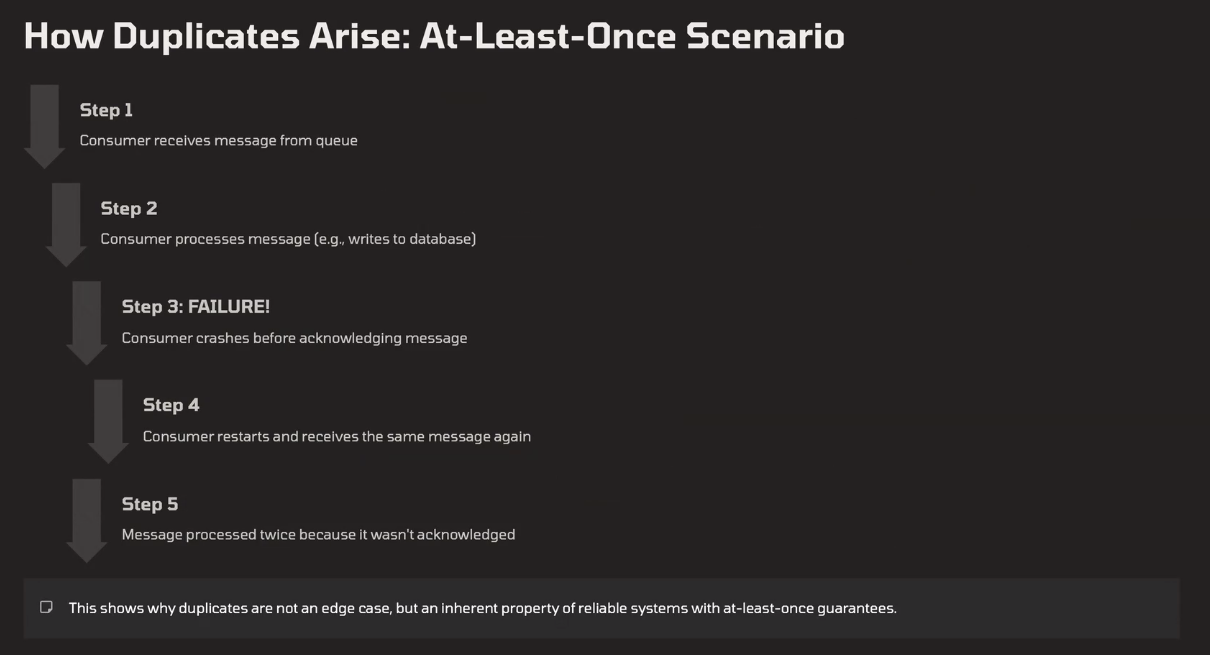 How Duplicates Arise: At-Least-Once Scenario
Step 1
Consumer receives message from queue
Step 2
Consumer processes message (e.g., writes to database)
Step 3: FAILURE!
Consumer crashes before acknowledging message
Step 4
Consumer restarts and receives the same message again
Step 5
Message processed twice because it wasn't acknowledged
This shows why duplicates are not an edge case, but an inherent property of reliable systems with at-least-once guarantees.